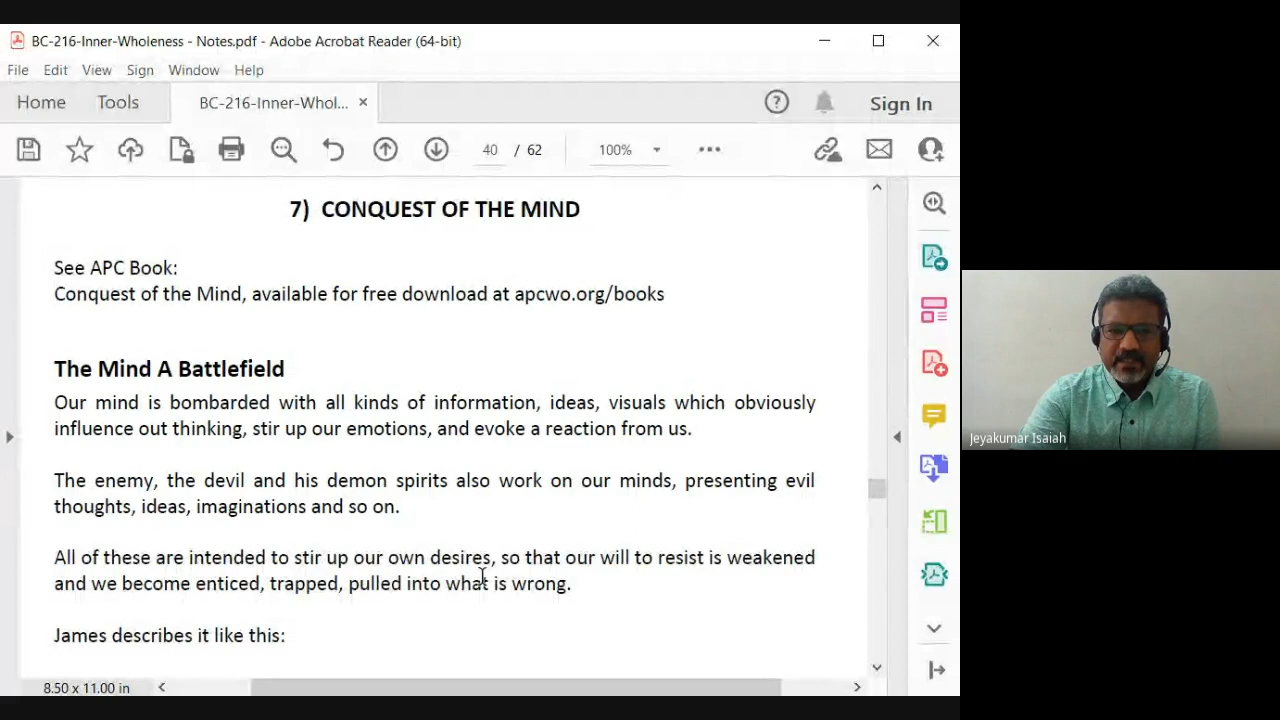 BC-216-Inner-Wholeness - Notes.pdf - Adobe Acrobat Reader (64-bit)
File Edit View Sign Window Help
Home Tools BC-216-Inner-Whol... × Sign In
40 / 62 100%
7) CONQUEST OF THE MIND
See APC Book:
Conquest of the Mind, available for free download at apcwo.org/books
The Mind A Battlefield
Our mind is bombarded with all kinds of information, ideas, visuals which obviously
influence out thinking, stir up our emotions, and evoke a reaction from us.
The enemy, the devil and his demon spirits also work on our minds, presenting evil
thoughts, ideas, imaginations and so on.
All of these are intended to stir up our own desires, so that our will to resist is weakened
and we become enticed, trapped, pulled into what is wrong.
James describes it like this:
8.50 x 11.00 in
Jeyakumar Isaiah